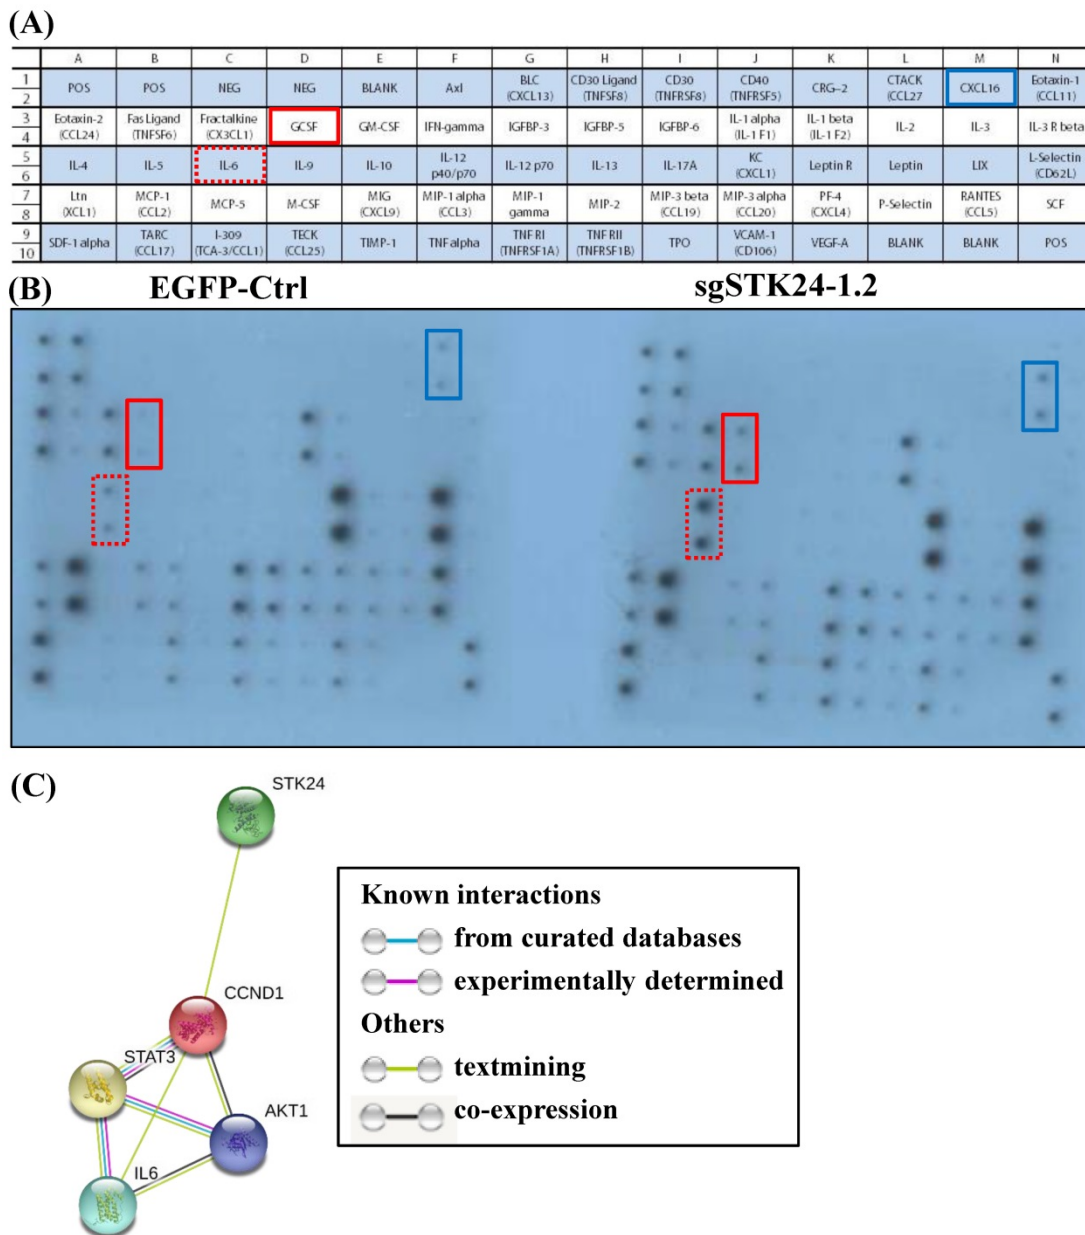 (A)
A B C D E F G H I J K L M N
1 2 POS POS NEG NEG BLANK Axl BLC (CXCL13) CD30 Ligand (TNFSF8) CD30 (TNFRSF8) CD40 (TNFRSF5) CRG-2 CTACK (CCL27 CXCL16 Eotaxin-1 (CCL11)
3 4 Eotaxin-2 (CCL24) Fas Ligand (TNFSF6) Fractalkine (CX3CL1) GCSF GM-CSF IFN-gamma IGFBP-3 IGFBP-5 IGFBP-6 IL-1 alpha (IL-1 F1) IL-1 beta (IL-1 F2) IL-2 IL-3 IL-3 R beta
5 6 IL-4 IL-5 IL-6 IL-9 IL-10 IL-12 p40/p70 IL-12 p70 IL-13 IL-17A KC (CXCL1) Leptin R Leptin LIX L-Selectin (CD62L)
7 8 Ltn (XCL1) MCP-1 (CCL2) MCP-5 M-CSF MIG (CXCL9) MIP-1 alpha (CCL3) MIP-1 gamma MIP-2 MIP-3 beta (CCL19) MIP-3 alpha (CCL20) PF-4 (CXCL4) P-Selectin RANTES (CCL5) SCF
9 10 SDF-1 alpha TARC (CCL17) I-309 (TCA-3/CCL1) TECK (CCL25) TIMP-1 TNF alpha TNF RI (TNFRSF1A) TNF RII (TNFRSF1B) TPO VCAM-1 (CD106) VEGF-A BLANK BLANK POS
(B) EGFP-Ctrl sgSTK24-1.2
(C)
STK24
CCND1
STAT3
AKT1
IL6
Known interactions
from curated databases
experimentally determined
Others
textmining
co-expression